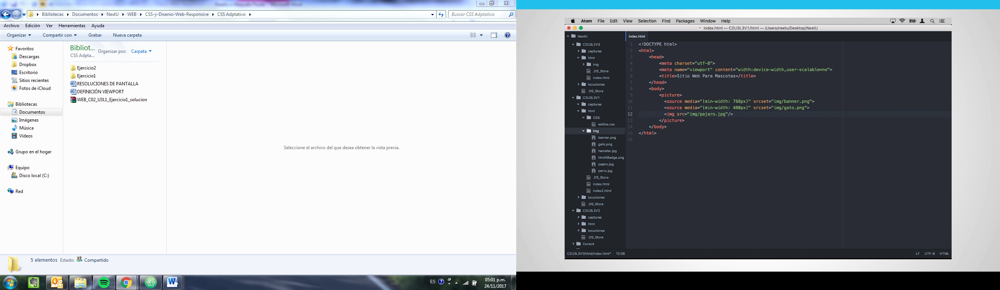 Bibliotecas Documentos NextU WEB CSS-y-Disenio-Web-Responsive CSS Adptativo
Buscar CSS Adptativo
Archivo Edición Ver Herramientas Ayuda
Organizar Compartir con Grabar Nueva carpeta
Favoritos
Descargas
Dropbox
Escritorio
Sitios recientes
Fotos de iCloud
Bibliotecas
Documentos
Imágenes
Música
Vídeos
Grupo en el hogar
Equipo
Disco local (C:)
Red
Bibliot...
CSS Adpta...
Organizar por: Carpeta
Ejercicio2
Ejercicio1
RESOLUCIONES DE PANTALLA
DEFINICIÓN VIEWPORT
WEB_C02_U3L1_Ejercicio1_solucion
Seleccione el archivo del que desea obtener la vista previa.
5 elementos Estado: Compartido
ES
05:01 p.m.
24/11/2017
Atom File Edit View Selection Find Packages Window Help
index.html — C2U3L3V1/html — /Users/nextu/Desktop/NextU
NextU
C2U3L2V3
capturas
html
img
.DS_Store
index.html
locuciones
.DS_Store
C2U3L3V1
capturas
html
CSS
estilos.css
img
banner.png
gato.png
hamster.jpg
html5Badge.png
pajaro.jpg
perro.jpg
.DS_Store
index.html
index2.html
locuciones
.DS_Store
C2U3L3V2
capturas
html
locuciones
.DS_Store
Curso4
index.html
1 <!DOCTYPE html>
2 <html>
3 <head>
4 <meta charset="utf-8">
5 <meta name="viewport" content="width:device-width,user-scalable=no">
6 <title>Sitio Web Para Mascotas</title>
7 </head>
8 <body>
9 <picture>
10 <source media="(min-width: 768px)" srcset="img/banner.png">
11 <source media="(min-width: 480px)" srcset="img/gato.png">
12 <img src="img/pajaro.jpg"/>
13 </picture>
14 </body>
15 </html>
16
C2U3L3V1/html/index.html* 12:36
LF UTF-8 HTML